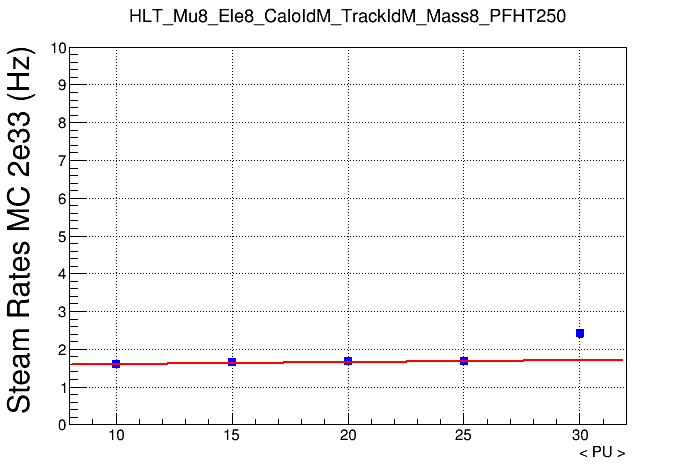 HLT_Mu8_Ele8_CaloIdM_TrackIdM_Mass8_PFHT250
Steam Rates MC 2e33 (Hz)
10
9
8
7
6
5
4
3
2
1
0
10 15 20 25 30
< PU >